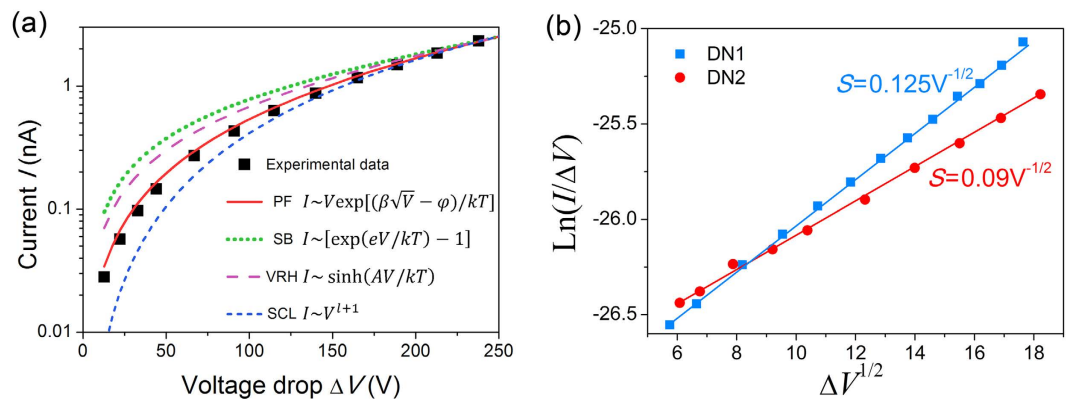 (a)
Current I (nA)
1
0.1
0.01
Experimental data
PF I~Vexp[(β√V − φ)/kT]
SB I~[exp(eV/kT) − 1]
VRH I~ sinh(AV/kT)
SCL I~V^{l+1}
0 50 100 150 200 250
Voltage drop ΔV(V)
(b)
Ln(I/ΔV)
-25.0
-25.5
-26.0
-26.5
DN1
DN2
S=0.125V^{-1/2}
S=0.09V^{-1/2}
6 8 10 12 14 16 18
ΔV^{1/2}